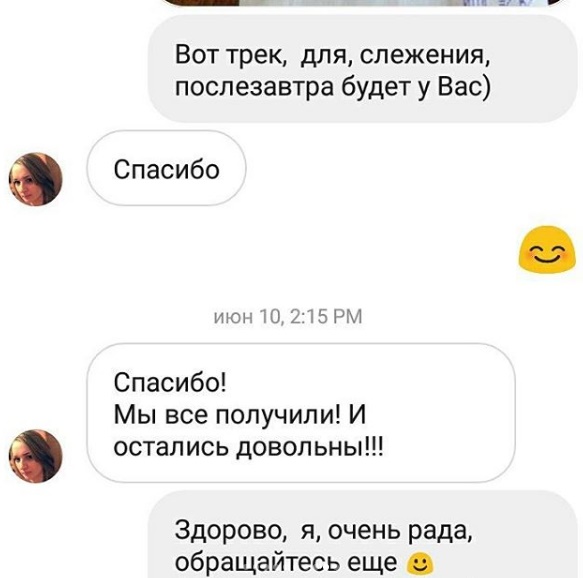 Вот трек,  для, слежения,
послезавтра будет у Вас)
Спасибо
июн 10, 2:15 PM
Спасибо!
Мы все получили! И
остались довольны!!!
Здорово,  я, очень рада,
обращайтесь еще 🙂